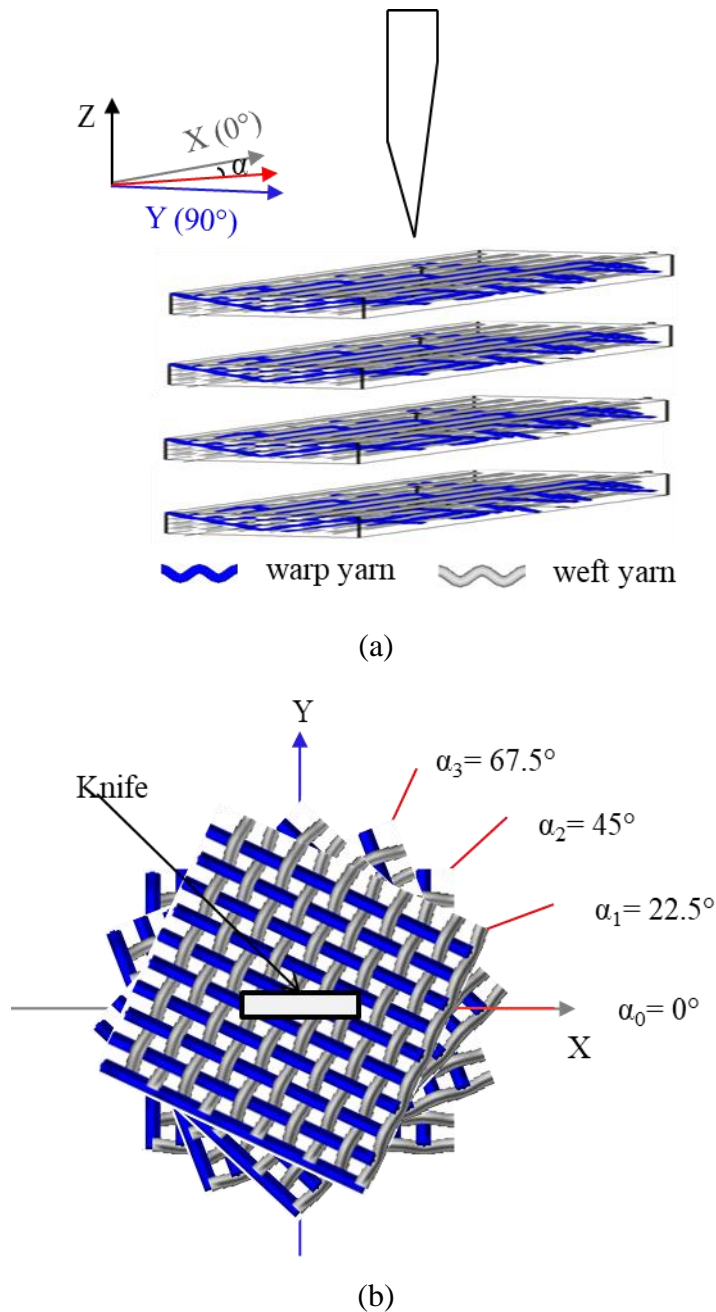 Z
X (0°)
α
Y (90°)
warp yarn
weft yarn
(a)
Y
α₃= 67.5°
Knife
α₂= 45°
α₁= 22.5°
α₀= 0°
X
(b)